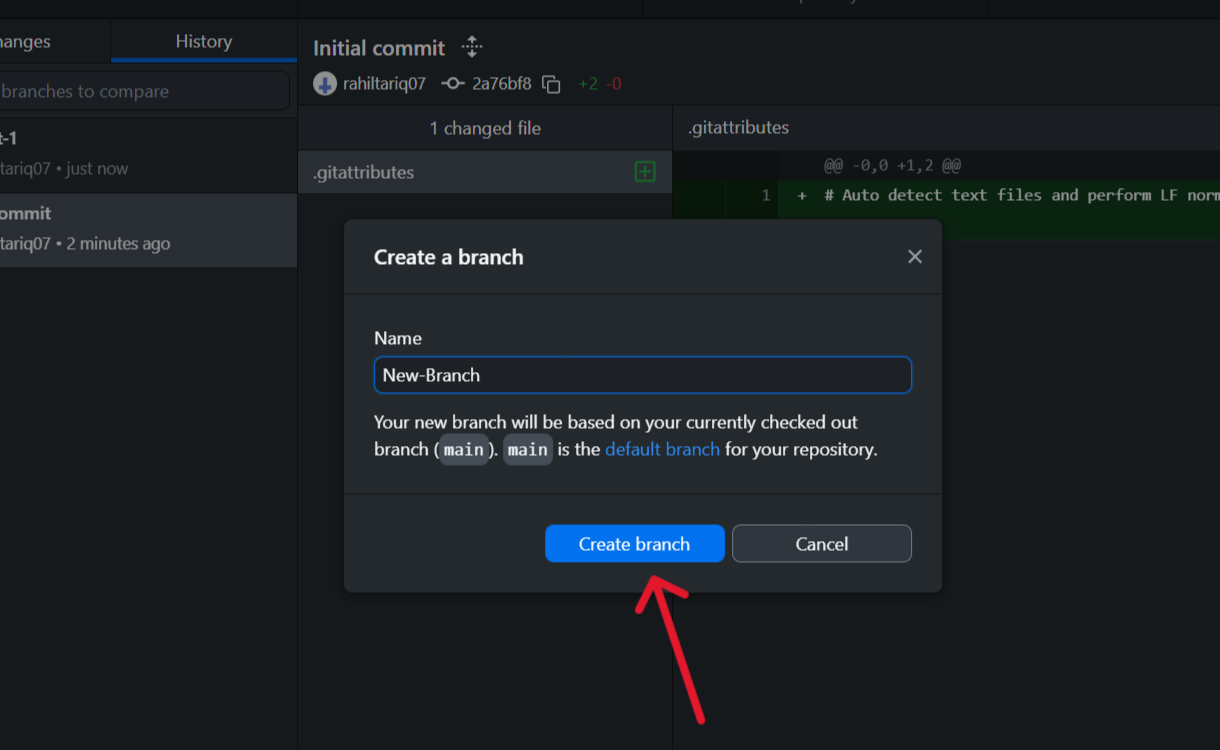 History
Initial commit
rahiltariq07 2a76bf8 +2 -0
branches to compare
1 changed file
.gitattributes
t-1
tariq07 • just now
.gitattributes
@@ -0,0 +1,2 @@
1 + # Auto detect text files and perform LF
tariq07 • 2 minutes ago
Create a branch
Name
New-Branch
Your new branch will be based on your currently checked out
branch (main). main is the default branch for your repository.
Create branch
Cancel